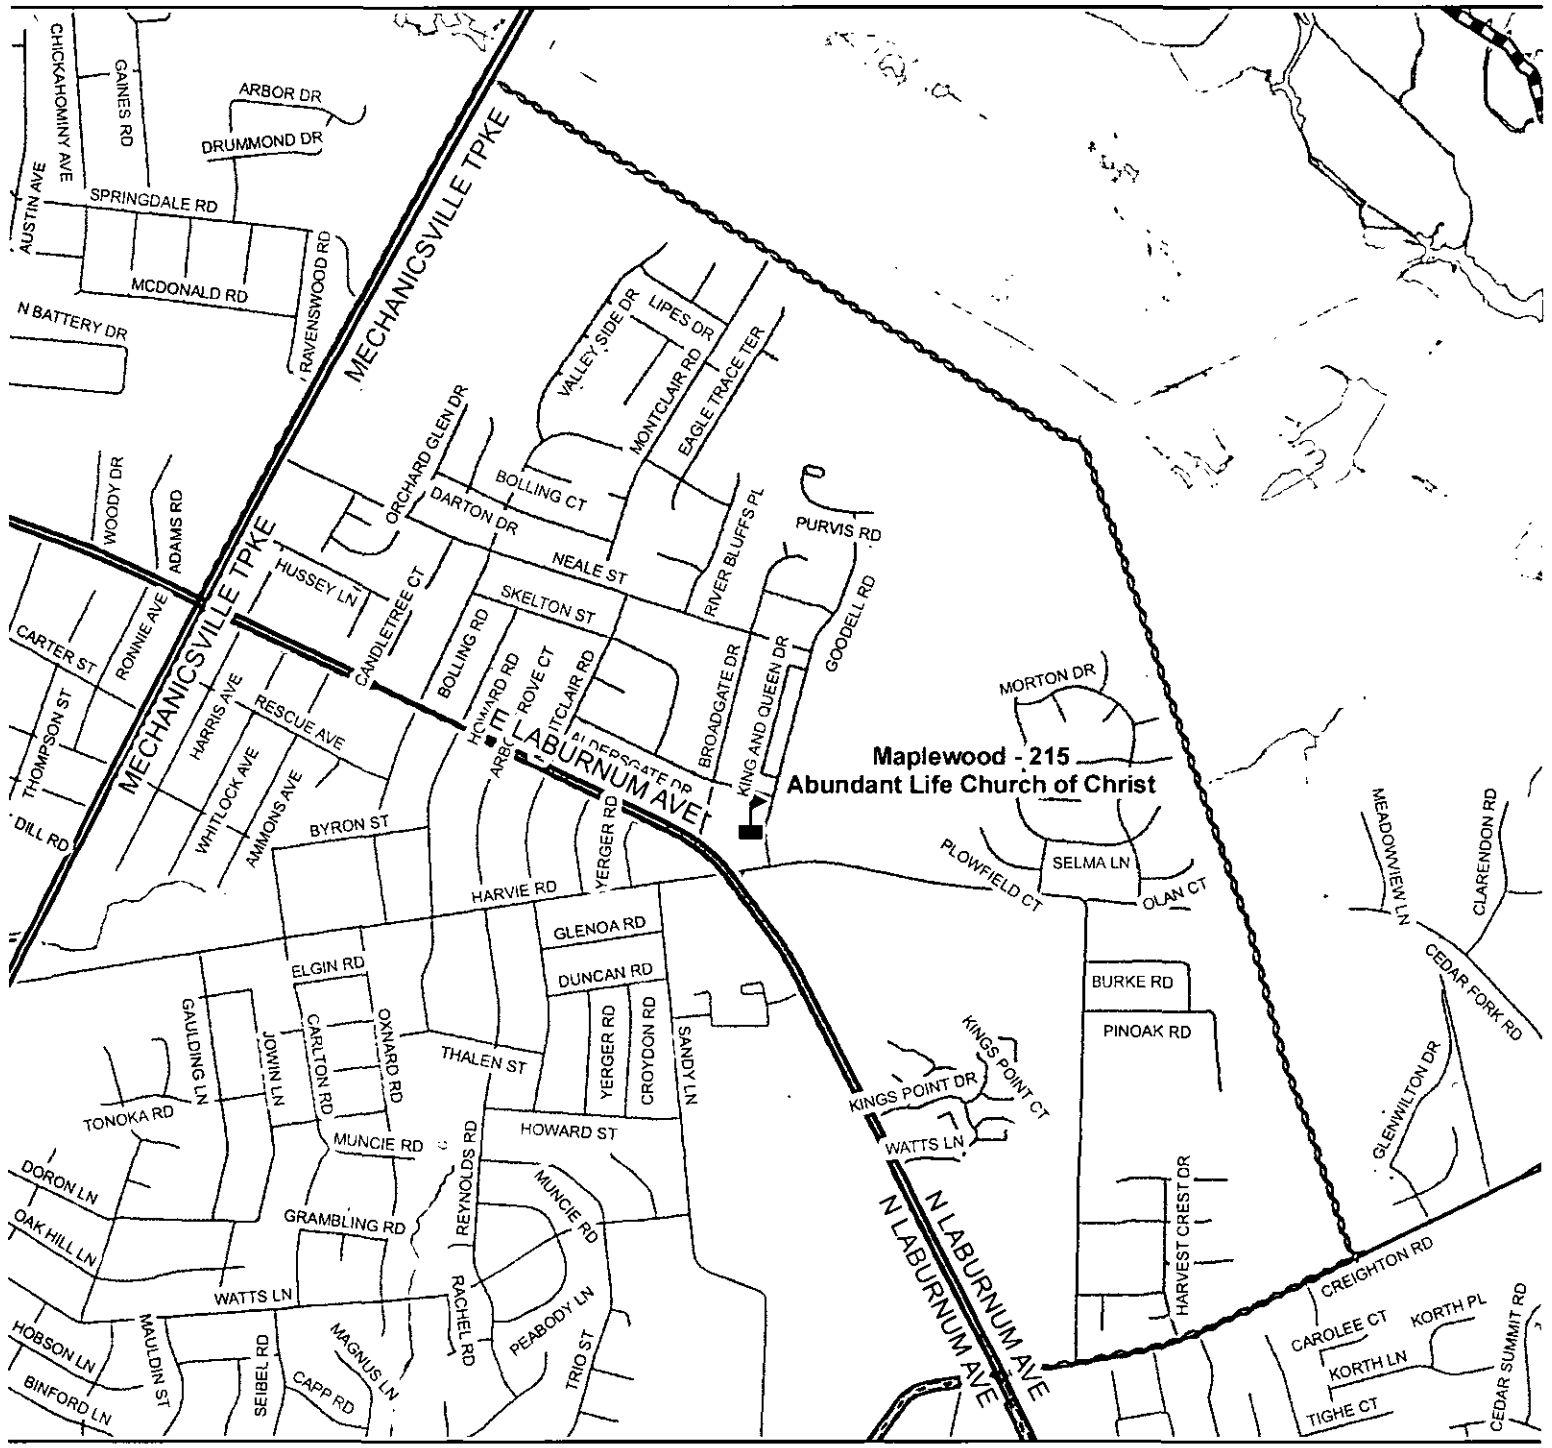 CHICKAHOMINY AVE
GAINES RD
ARBOR DR
DRUMMOND DR
AUSTIN AVE
SPRINGDALE RD
MCDONALD RD
RAVENSWOOD RD
N BATTERY DR
MECHANICSVILLE TPKE
VALLEY SIDE DR
LIPES DR
MONTCLAIR RD
EAGLE TRACE TER
ORCHARD GLEN DR
BOLLING CT
DARTON DR
WOODY DR
ADAMS RD
RIVER BLUFFS PL
PURVIS RD
MECHANICSVILLE TPKE
HUSSEY LN
CANDLETREE CT
NEALE ST
SKELTON ST
GOODELL RD
CARTER ST
RONNIE AVE
BOLLING RD
HOWARD RD
ROVE CT
ARBO
TCLAIR RD
BROADGATE DR
KING AND QUEEN DR
MORTON DR
THOMPSON ST
HARRIS AVE
RESCUE AVE
WHITLOCK AVE
AMMONS AVE
E LABURNUM AVE
ALDERSGATE DR
Maplewood - 215
Abundant Life Church of Christ
DILL RD
BYRON ST
YERGER RD
HARVIE RD
PLOWFIELD CT
SELMA LN
OLAN CT
MEADOWVIEW LN
CLARENDON RD
CEDAR FORK RD
GLENOA RD
ELGIN RD
DUNCAN RD
BURKE RD
PINOAK RD
GAULDING LN
JOWIN LN
CARLTON RD
OXNARD RD
THALEN ST
YERGER RD
CROYDON RD
SANDY LN
KINGS POINT DR
KINGS POINT CT
WATTS LN
GLENWILTON DR
TONOKA RD
MUNCIE RD
REYNOLDS RD
HOWARD ST
DORON LN
OAK HILL LN
GRAMBLING RD
MUNCIE RD
N LABURNUM AVE
N LABURNUM AVE
HARVEST CREST DR
CREIGHTON RD
WATTS LN
RACHEL RD
PEABODY LN
TRIO ST
HOBSON LN
BINFORD LN
MAULDIN ST
SEIBEL RD
CAPP RD
MAGNUS LN
CAROLEE CT
KORTH PL
KORTH LN
TIGHE CT
CEDAR SUMMIT RD